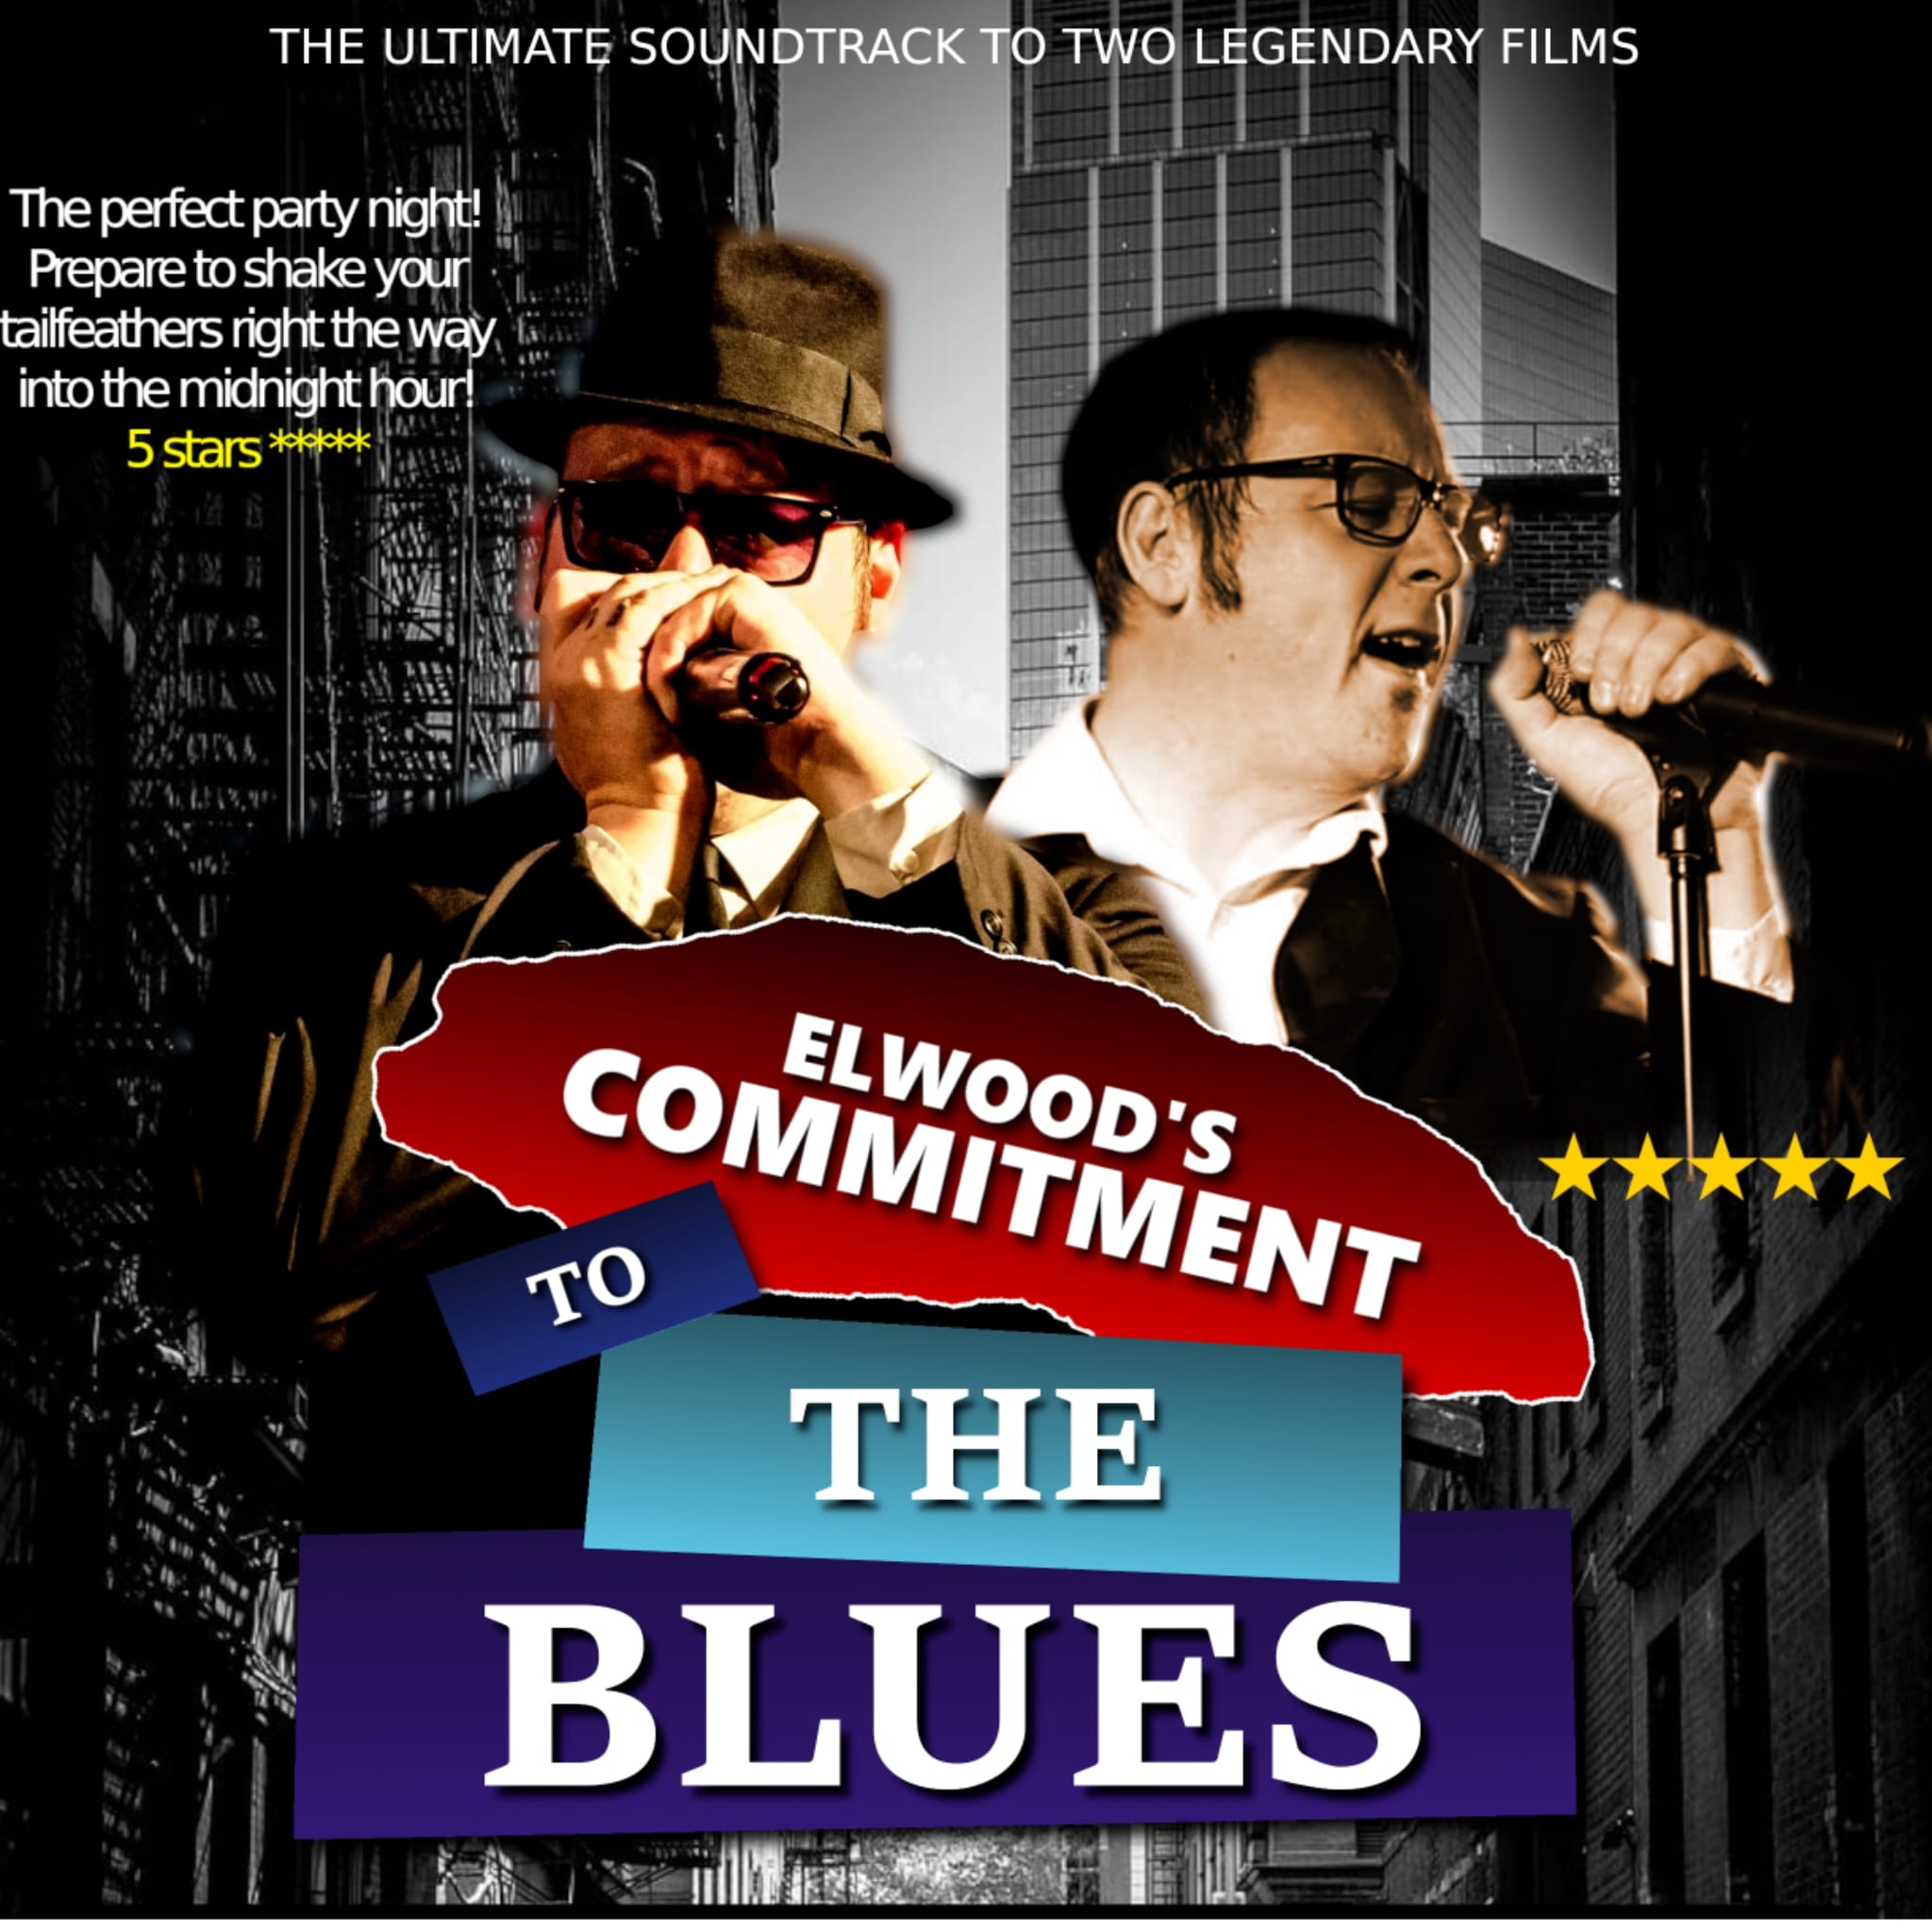 THE ULTIMATE SOUNDTRACK TO TWO LEGENDARY FILMS
The perfect party night!
Prepare to shake your
tailfeathers right the way
into the midnight hour!
5 stars *****
ELWOOD'S
COMMITMENT
TO
THE
BLUES